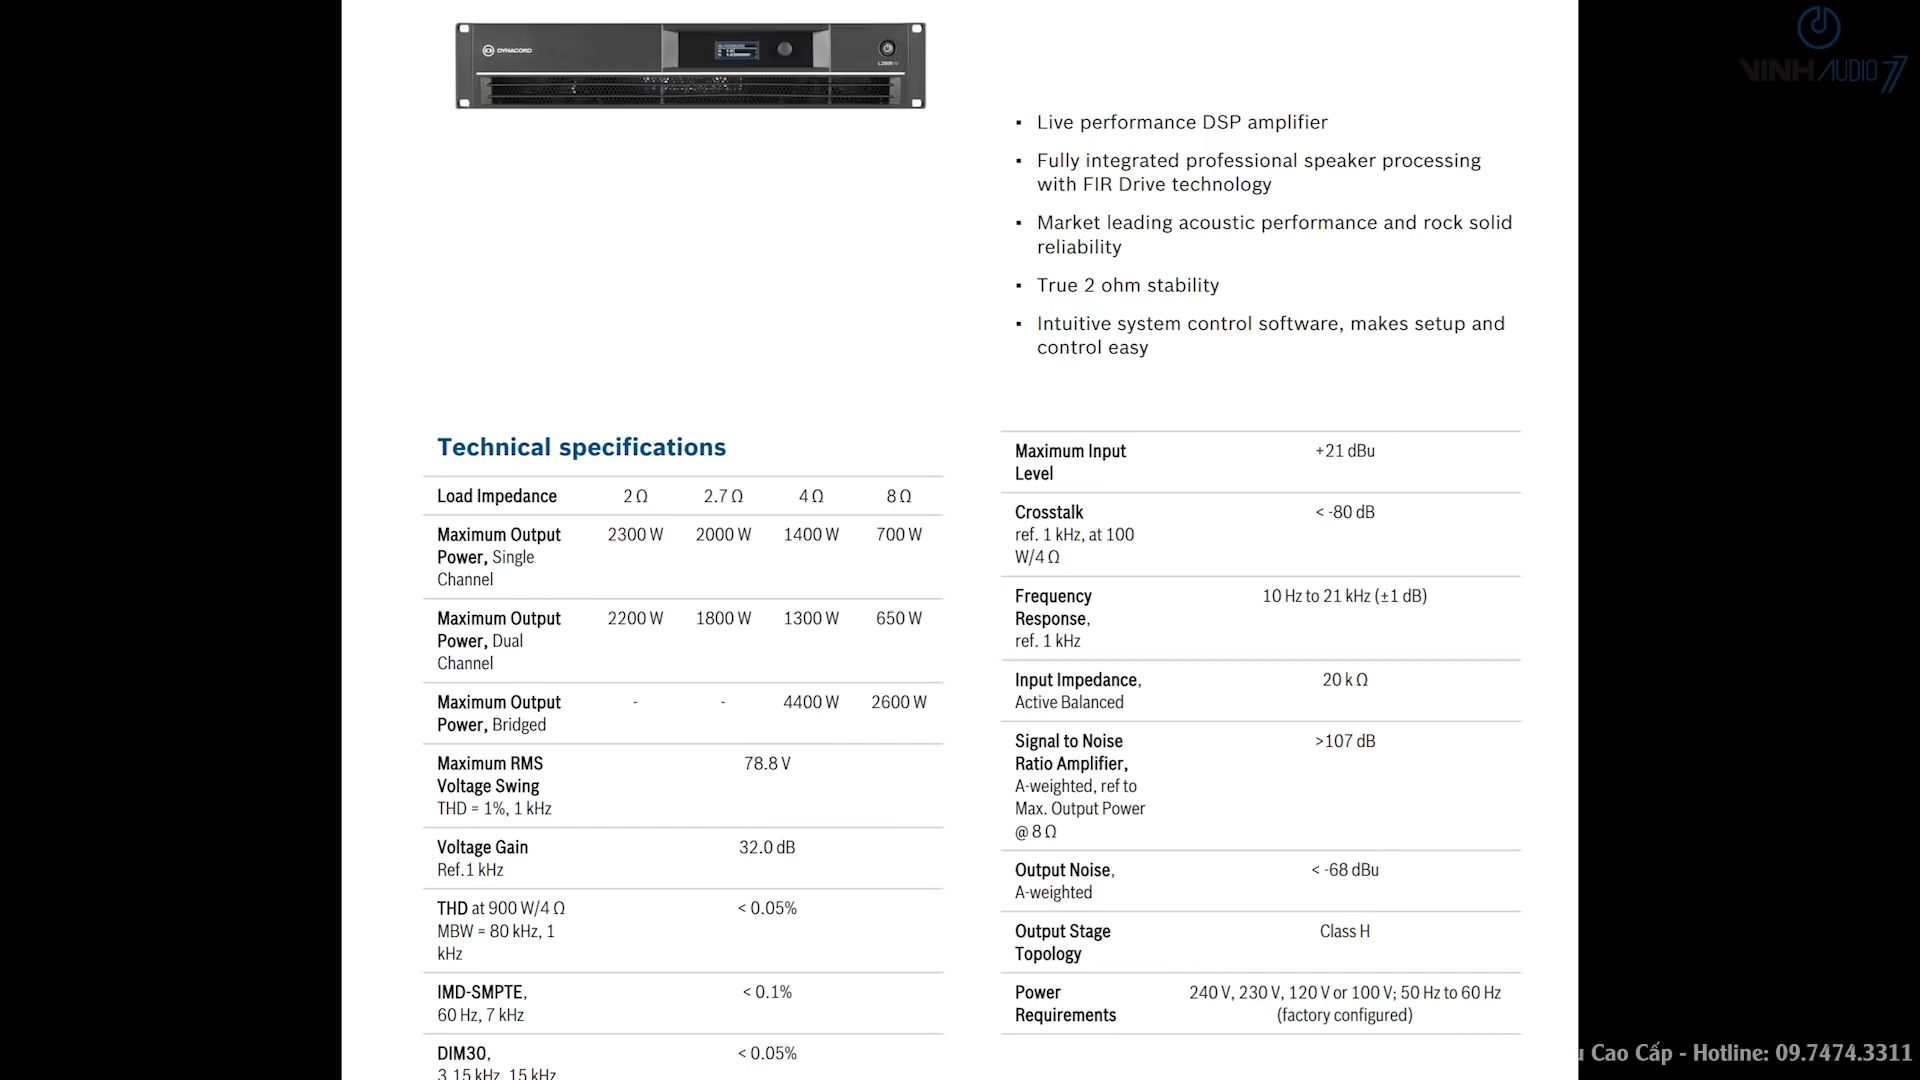 DYNACORD
VINH AUDIO 77
▪ Live performance DSP amplifier
▪ Fully integrated professional speaker processing
with FIR Drive technology
▪ Market leading acoustic performance and rock solid
reliability
▪ True 2 ohm stability
▪ Intuitive system control software, makes setup and
control easy
Technical specifications
Load Impedance 2 Ω 2.7 Ω 4 Ω 8 Ω
Maximum Output 2300 W 2000 W 1400 W 700 W
Power, Single
Channel
Maximum Output 2200 W 1800 W 1300 W 650 W
Power, Dual
Channel
Maximum Output - - 4400 W 2600 W
Power, Bridged
Maximum RMS 78.8 V
Voltage Swing
THD = 1%, 1 kHz
Voltage Gain 32.0 dB
Ref.1 kHz
THD at 900 W/4 Ω < 0.05%
MBW = 80 kHz, 1
kHz
IMD-SMPTE, < 0.1%
60 Hz, 7 kHz
DIM30, < 0.05%
3.15 kHz, 15 kHz
Maximum Input +21 dBu
Level
Crosstalk < -80 dB
ref. 1 kHz, at 100
W/4 Ω
Frequency 10 Hz to 21 kHz (±1 dB)
Response,
ref. 1 kHz
Input Impedance, 20 k Ω
Active Balanced
Signal to Noise >107 dB
Ratio Amplifier,
A-weighted, ref to
Max. Output Power
@ 8 Ω
Output Noise, < -68 dBu
A-weighted
Output Stage Class H
Topology
Power 240 V, 230 V, 120 V or 100 V; 50 Hz to 60 Hz
Requirements (factory configured)
Cao Cấp - Hotline: 09.7474.3311